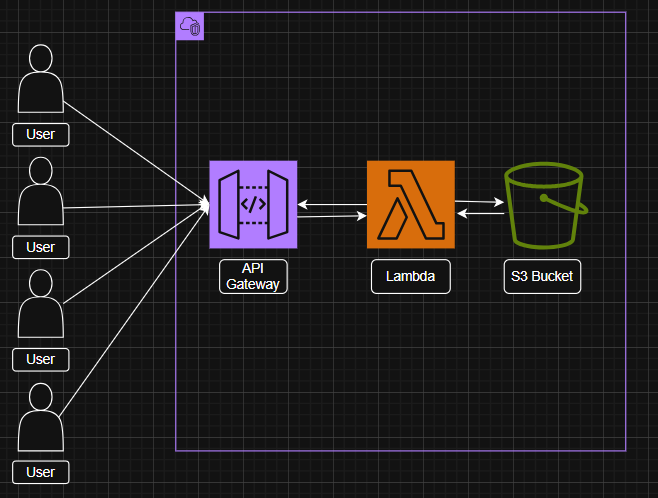 User
User
API
Gateway
Lambda
S3 Bucket
User
User